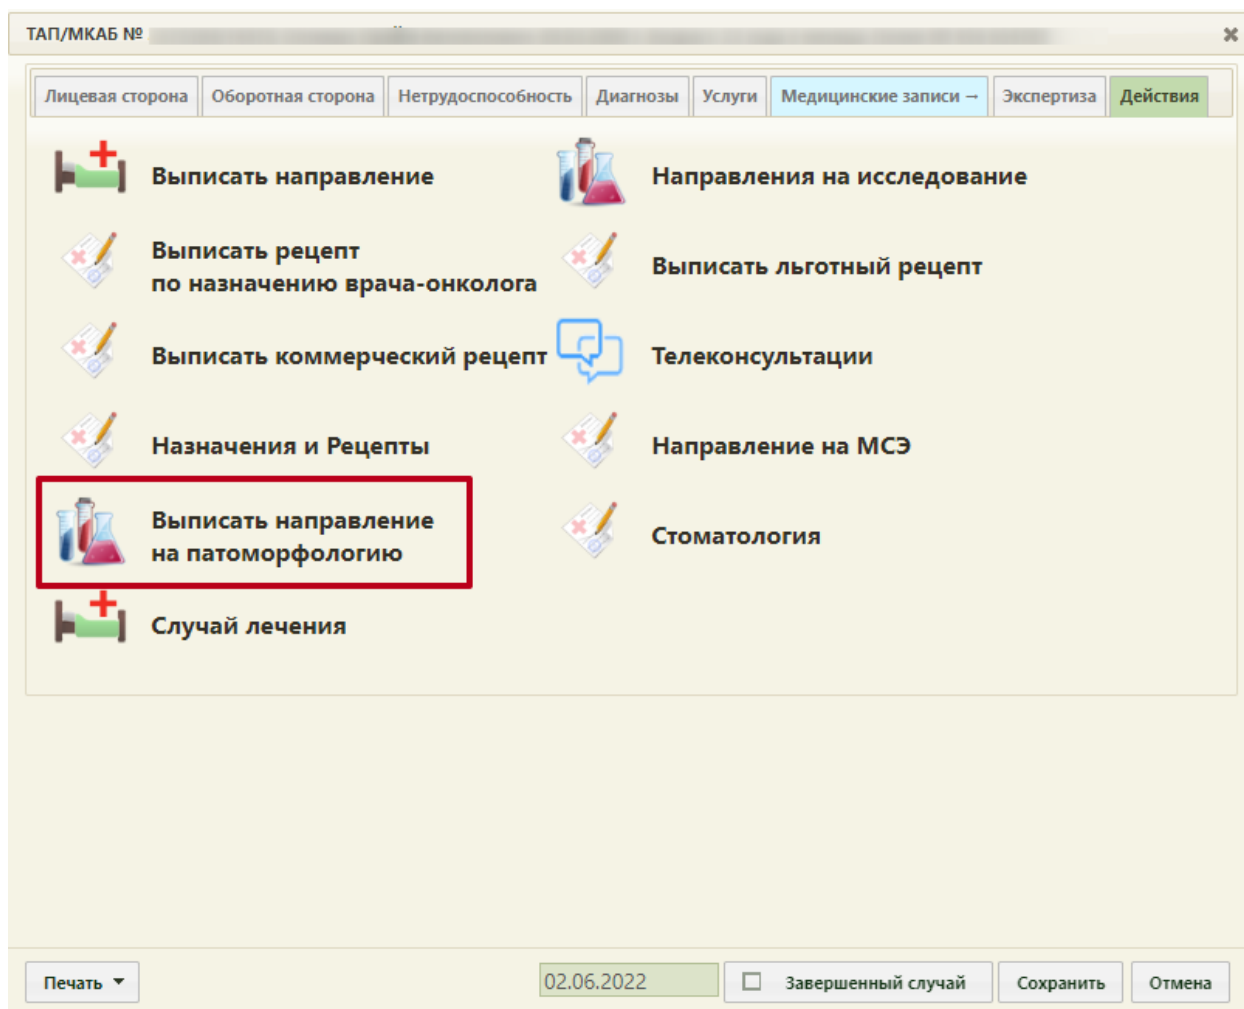 ТАП/МКАБ №
Лицевая сторона
Оборотная сторона
Нетрудоспособность
Диагнозы
Услуги
Медицинские записи →
Экспертиза
Действия
Выписать направление
Направления на исследование
Выписать рецепт
по назначению врача-онколога
Выписать льготный рецепт
Выписать коммерческий рецепт
Телеконсультации
Назначения и Рецепты
Направление на МСЭ
Выписать направление
на патоморфологию
Стоматология
Случай лечения
Печать
02.06.2022
Завершенный случай
Сохранить
Отмена